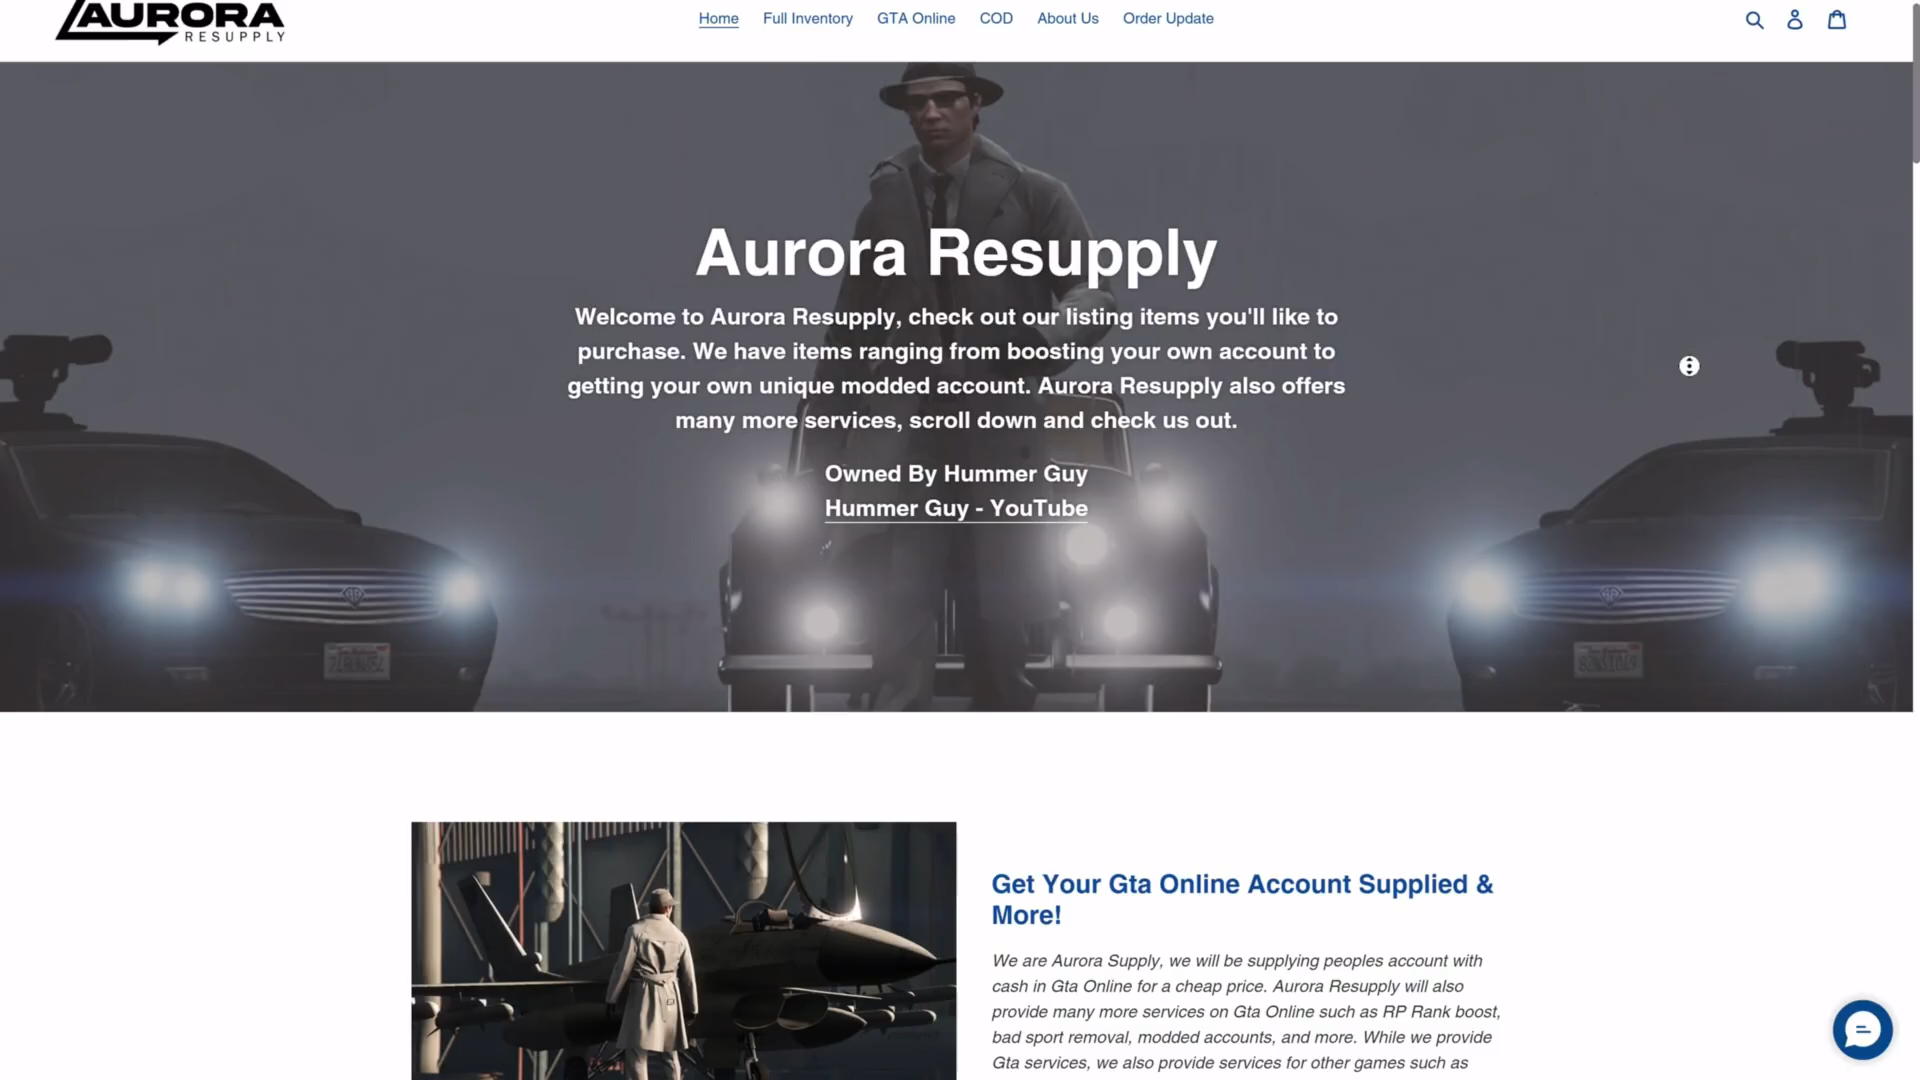 AURORA
RESUPPLY
Home
Full Inventory
GTA Online
COD
About Us
Order Update
Aurora Resupply
Welcome to Aurora Resupply, check out our listing items you'll like to
purchase. We have items ranging from boosting your own account to
getting your own unique modded account. Aurora Resupply also offers
many more services, scroll down and check us out.
Owned By Hummer Guy
Hummer Guy - YouTube
Get Your Gta Online Account Supplied &
More!
We are Aurora Supply, we will be supplying peoples account with
cash in Gta Online for a cheap price. Aurora Resupply will also
provide many more services on Gta Online such as RP Rank boost,
bad sport removal, modded accounts, and more. While we provide
Gta services, we also provide services for other games such as